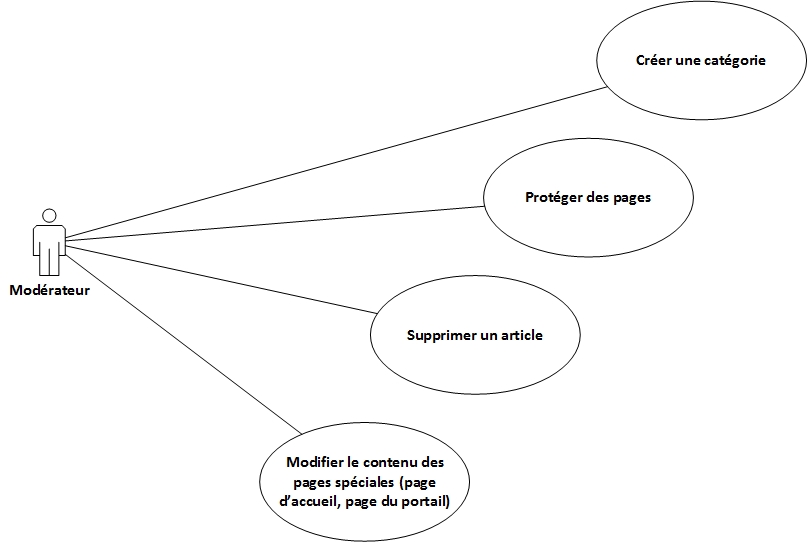 Créer une catégorie
Protéger des pages
Modérateur
Supprimer un article
Modifier le contenu des
pages spéciales (page
d'accueil, page du portail)